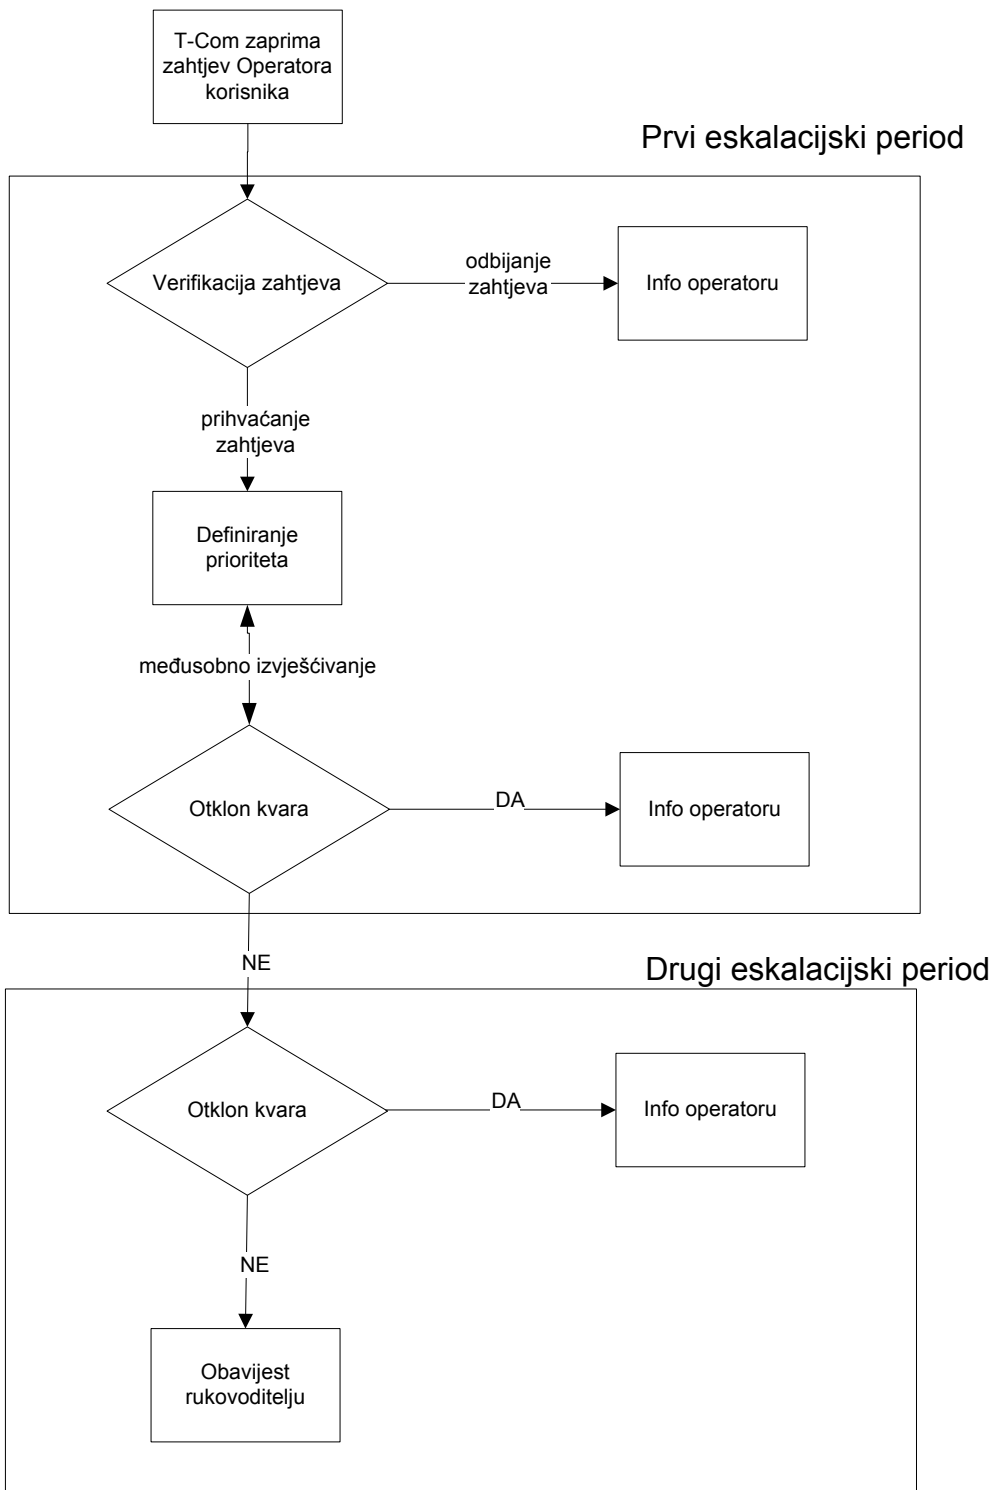 T-Com zaprima
zahtjev Operatora
korisnika
Prvi eskalacijski period
Verifikacija zahtjeva
odbijanje
zahtjeva
Info operatoru
prihvaćanje
zahtjeva
Definiranje
prioriteta
međusobno izvješćivanje
Otklon kvara
DA
Info operatoru
NE
Drugi eskalacijski period
Otklon kvara
DA
Info operatoru
NE
Obavijest
rukovoditelju